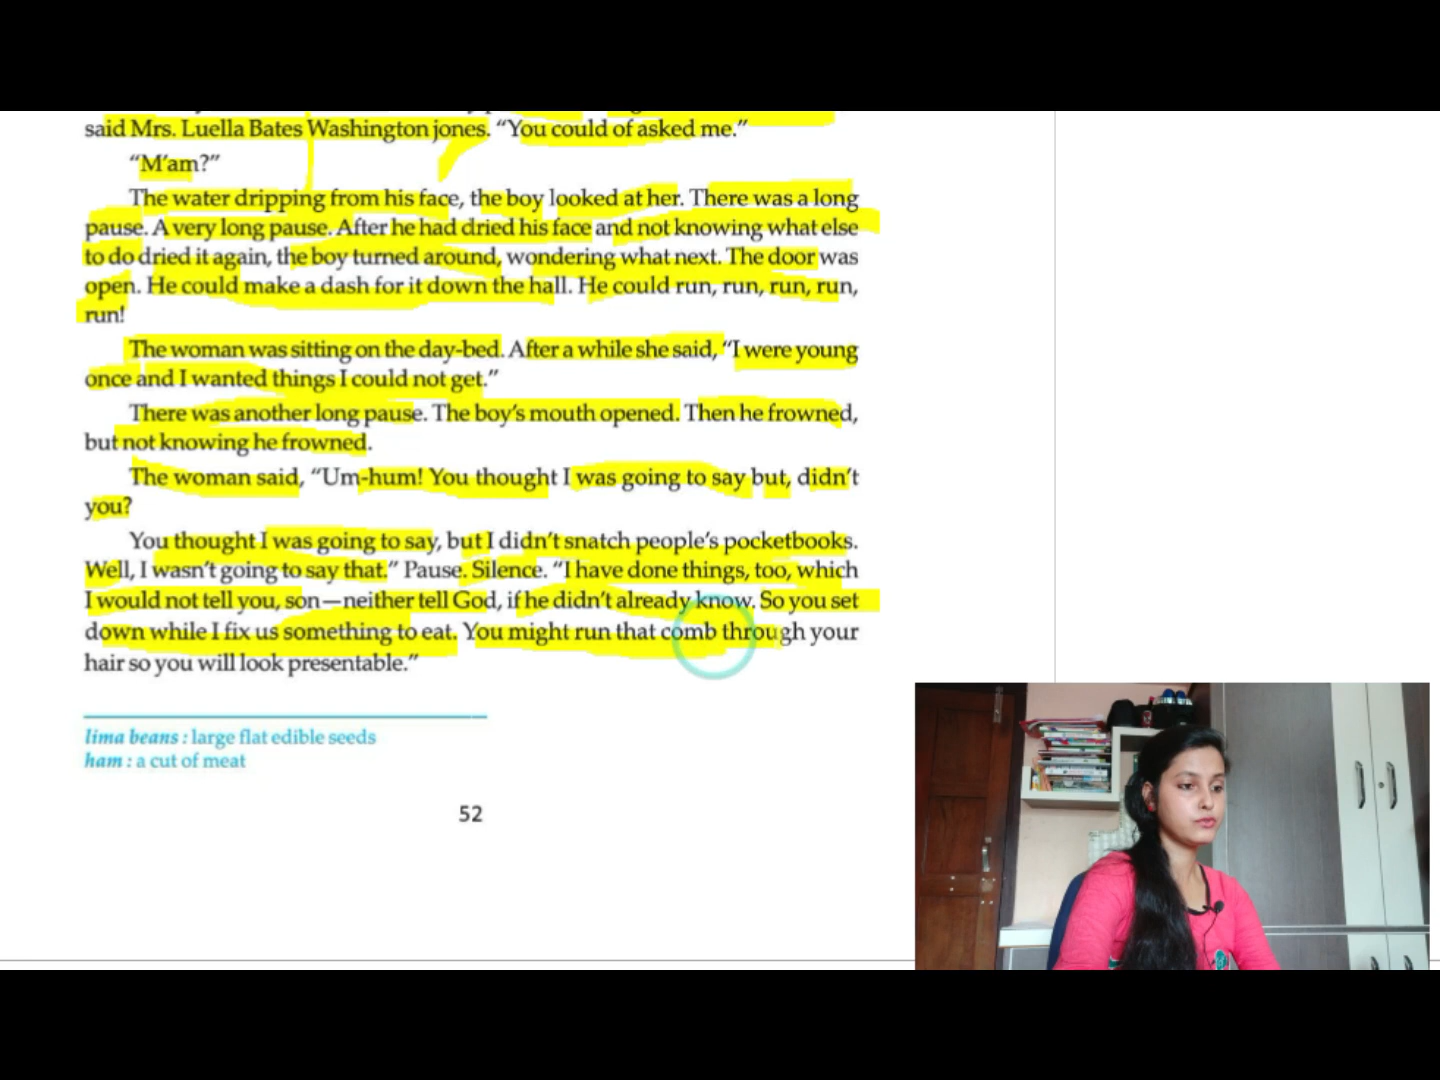 said Mrs. Luella Bates Washington jones. “You could of asked me.”
“M’am?”
The water dripping from his face, the boy looked at her. There was a long
pause. A very long pause. After he had dried his face and not knowing what else
to do dried it again, the boy turned around, wondering what next. The door was
open. He could make a dash for it down the hall. He could run, run, run, run,
run!
The woman was sitting on the day-bed. After a while she said, “I were young
once and I wanted things I could not get.”
There was another long pause. The boy’s mouth opened. Then he frowned,
but not knowing he frowned.
The woman said, “Um-hum! You thought I was going to say but, didn’t
you?
You thought I was going to say, but I didn’t snatch people’s pocketbooks.
Well, I wasn’t going to say that.” Pause. Silence. “I have done things, too, which
I would not tell you, son—neither tell God, if he didn’t already know. So you set
down while I fix us something to eat. You might run that comb through your
hair so you will look presentable.”
lima beans : large flat edible seeds
ham : a cut of meat
52